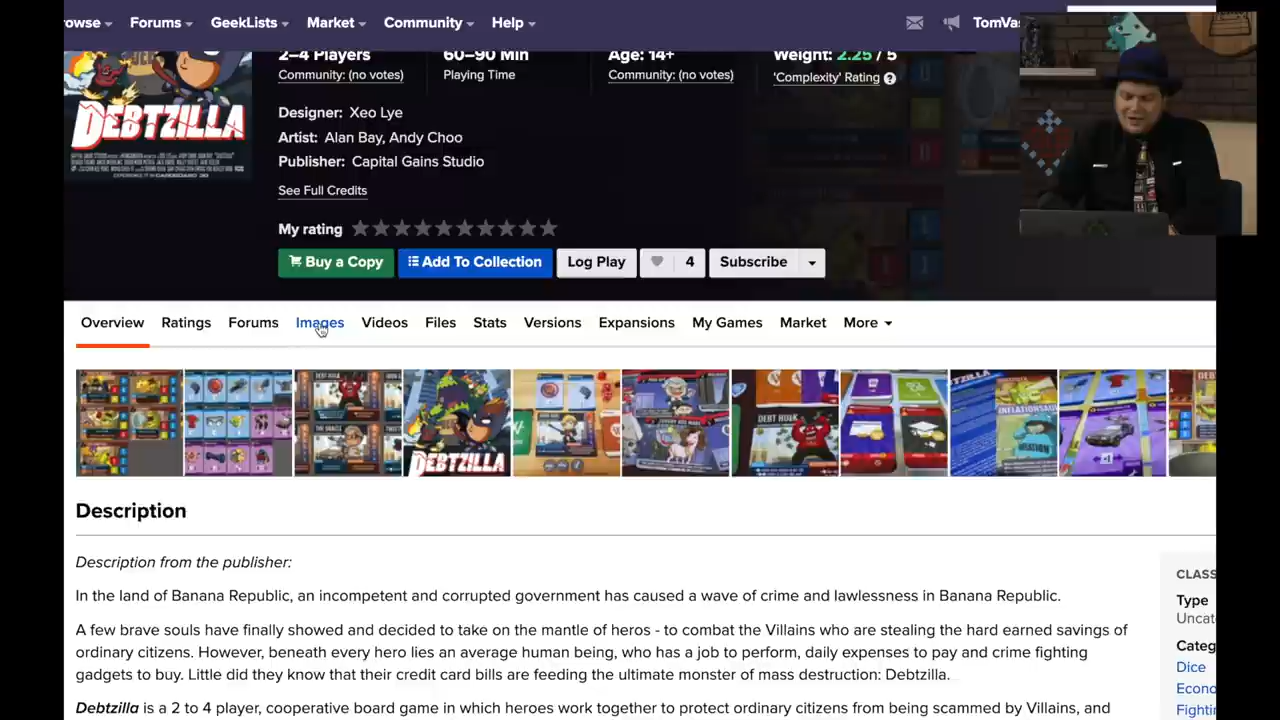 rowse
Forums
GeekLists
Market
Community
Help
TomVas
2–4 Players
60–90 Min
Age: 14+
Weight: 2.25 / 5
Community: (no votes)
Playing Time
Community: (no votes)
'Complexity' Rating
DEBTZILLA
Designer: Xeo Lye
Artist: Alan Bay, Andy Choo
Publisher: Capital Gains Studio
See Full Credits
My rating
Buy a Copy
Add To Collection
Log Play
4
Subscribe
Overview
Ratings
Forums
Images
Videos
Files
Stats
Versions
Expansions
My Games
Market
More
DEBT HULK
THE ORACLE
DEBTZILLA
DEBT HULK
Description
Description from the publisher:
In the land of Banana Republic, an incompetent and corrupted government has caused a wave of crime and lawlessness in Banana Republic.
A few brave souls have finally showed and decided to take on the mantle of heros - to combat the Villains who are stealing the hard earned savings of
ordinary citizens. However, beneath every hero lies an average human being, who has a job to perform, daily expenses to pay and crime fighting
gadgets to buy. Little did they know that their credit card bills are feeding the ultimate monster of mass destruction: Debtzilla.
Debtzilla is a 2 to 4 player, cooperative board game in which heroes work together to protect ordinary citizens from being scammed by Villains, and
CLASS
Type
Uncat
Categ
Dice
Econo
Fightin